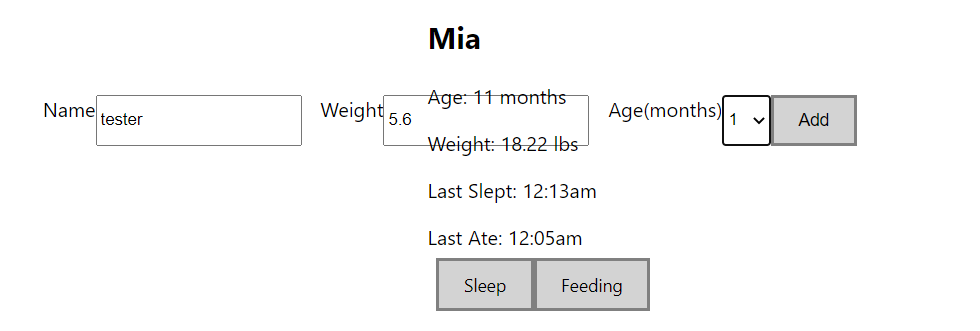 Mia
Age: 11 months
Name tester Weight 5.6 Age(months) 1 Add
Weight: 18.22 lbs
Last Slept: 12:13am
Last Ate: 12:05am
Sleep Feeding